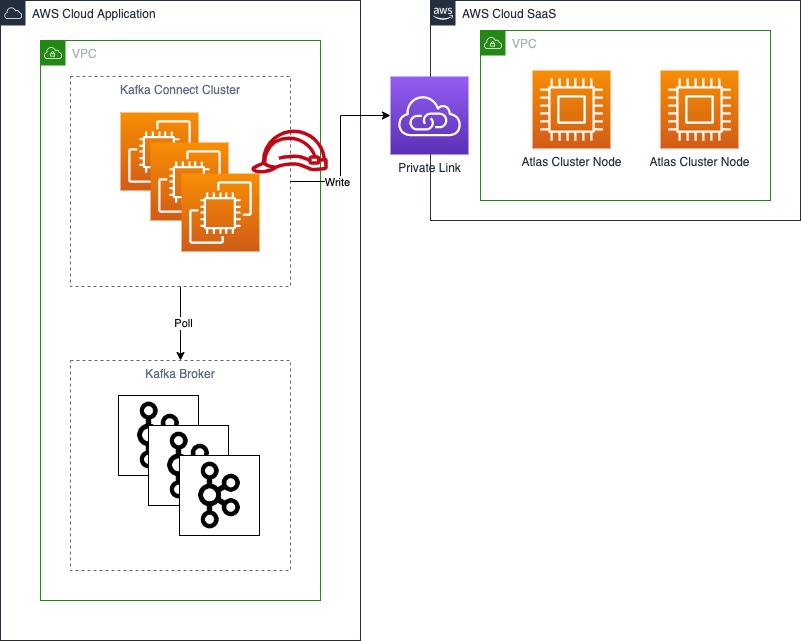 AWS Cloud Application
VPC
Kafka Connect Cluster
Write
Poll
Kafka Broker
Private Link
aws
AWS Cloud SaaS
VPC
Atlas Cluster Node
Atlas Cluster Node